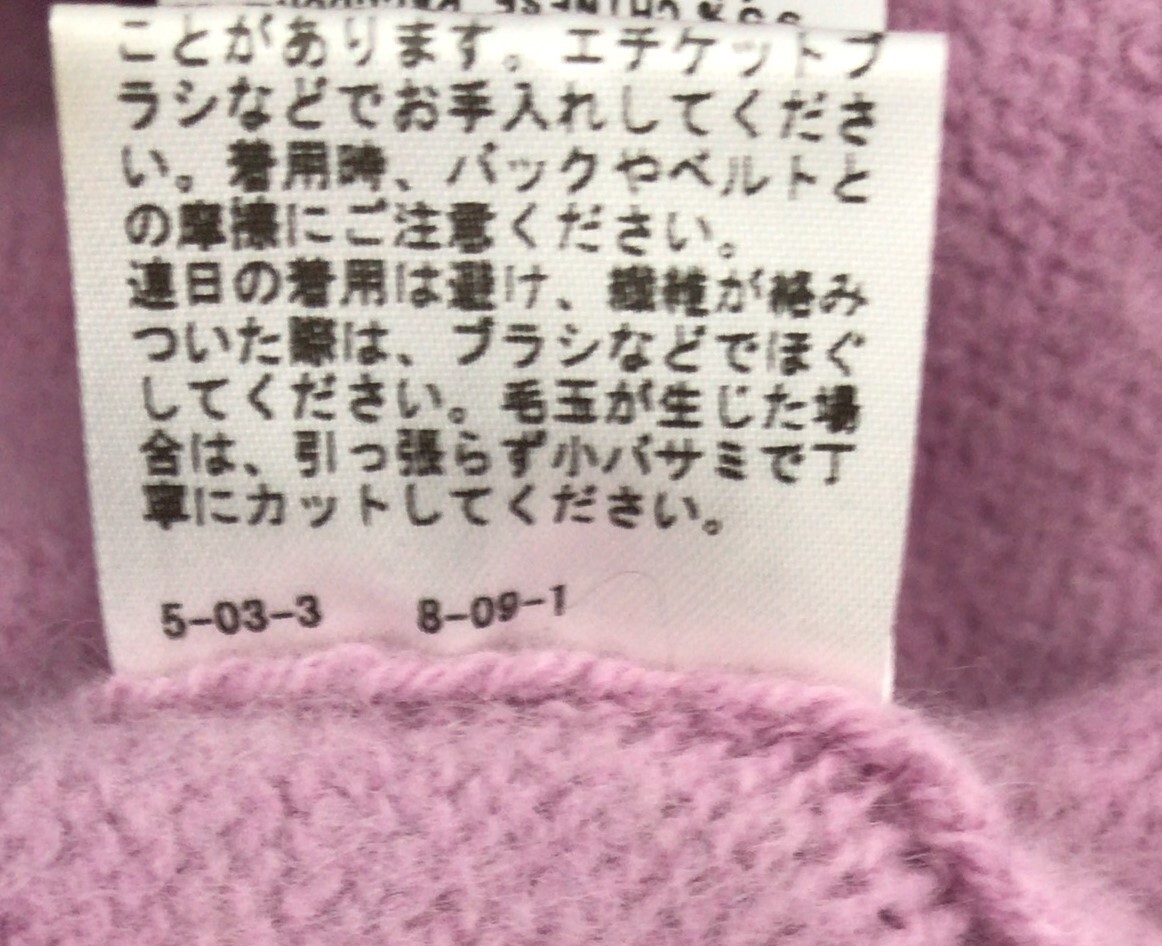 ことがあります。エチケットブ
ラシなどでお手入れしてくださ
い。着用時、バックやベルトと
の摩擦にご注意ください。
連日の着用は避け、繊維が絡み
ついた際は、ブラシなどでほぐ
してください。毛玉が生じた場
合は、引っ張らず小バサミで丁
寧にカットしてください。
5-03-3 8-09-1